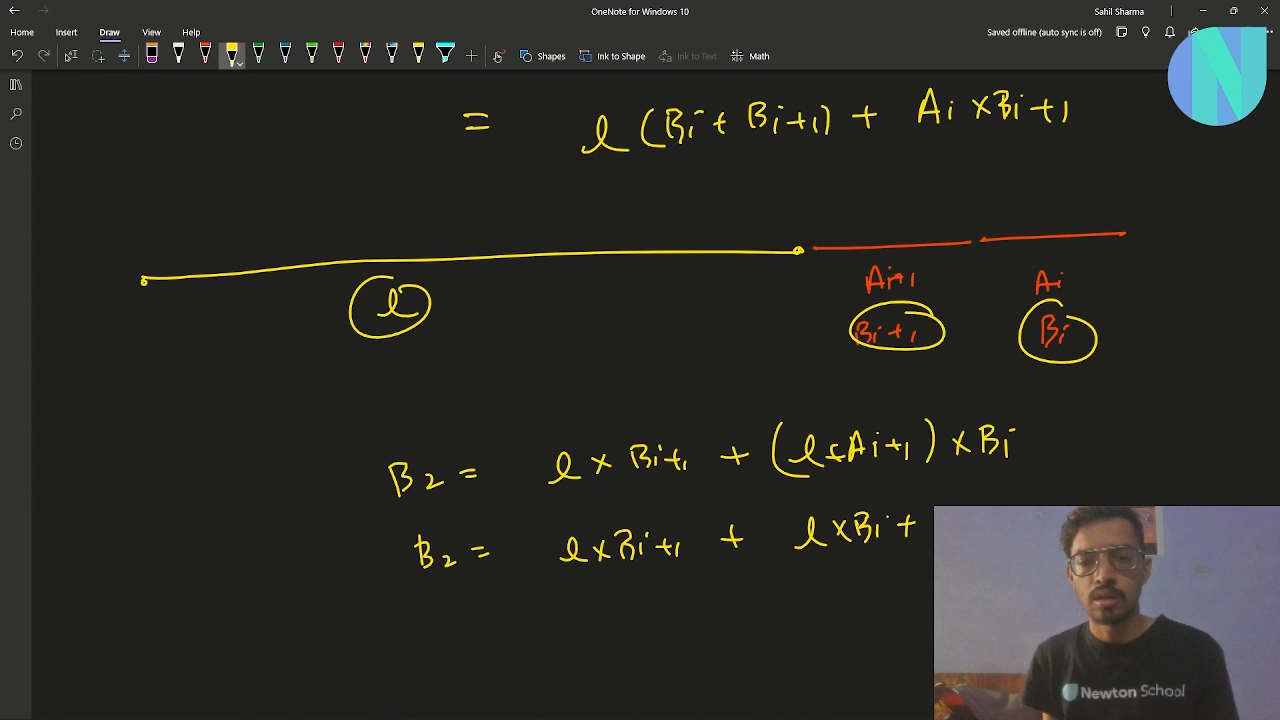 OneNote for Windows 10
Sahil Sharma
Home Insert Draw View Help
Saved offline (auto sync is off)
Shapes Ink to Shape Ink to Text Math
= l (Bi + Bi+1) + Ai × Bi+1
l
Ai+1 Ai
Bi+1 Bi
B2 = l × Bi+1 + (l + Ai+1) × Bi
B2 = l × Bi+1 + l × Bi +
Newton School